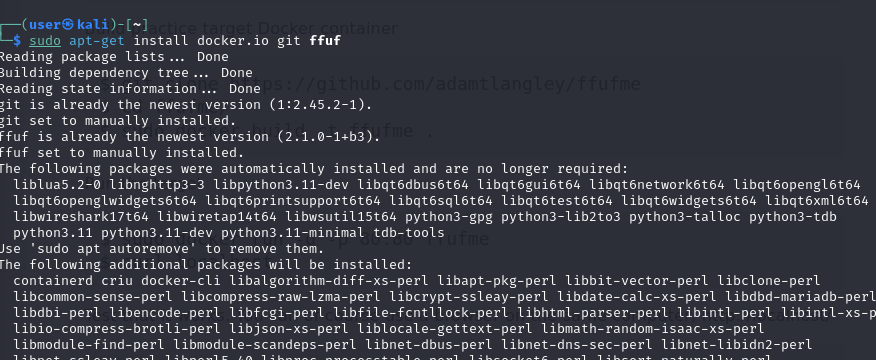 ┌──(user㉿kali)-[~]
└─$ sudo apt-get install docker.io git ffuf
Reading package lists... Done
Building dependency tree... Done
Reading state information... Done
git is already the newest version (1:2.45.2-1).
git set to manually installed.
ffuf is already the newest version (2.1.0-1+b3).
ffuf set to manually installed.
The following packages were automatically installed and are no longer required:
liblua5.2-0 libnghttp3-3 libpython3.11-dev libqt6dbus6t64 libqt6gui6t64 libqt6network6t64 libqt6opengl6t64
libqt6openglwidgets6t64 libqt6printsupport6t64 libqt6sql6t64 libqt6test6t64 libqt6widgets6t64 libqt6xml6t64
libwireshark17t64 libwiretap14t64 libwsutil15t64 python3-gpg python3-lib2to3 python3-talloc python3-tdb
python3.11 python3.11-dev python3.11-minimal tdb-tools
Use 'sudo apt autoremove' to remove them.
The following additional packages will be installed:
containerd criu docker-cli libalgorithm-diff-xs-perl libapt-pkg-perl libbit-vector-perl libclone-perl
libcommon-sense-perl libcompress-raw-lzma-perl libcrypt-ssleay-perl libdate-calc-xs-perl libdbd-mariadb-perl
libdbi-perl libencode-perl libfcgi-perl libfile-fcntllock-perl
libio-compress-brotli-perl libjson-xs-perl liblocale-gettext-perl libmath-random-isaac-xs-perl
libmodule-find-perl libmodule-scandeps-perl libnet-dbus-perl libnet-dns-sec-perl libnet-libidn2-perl
practice target Docker container
https://github.com/adamtlangley/ffufme